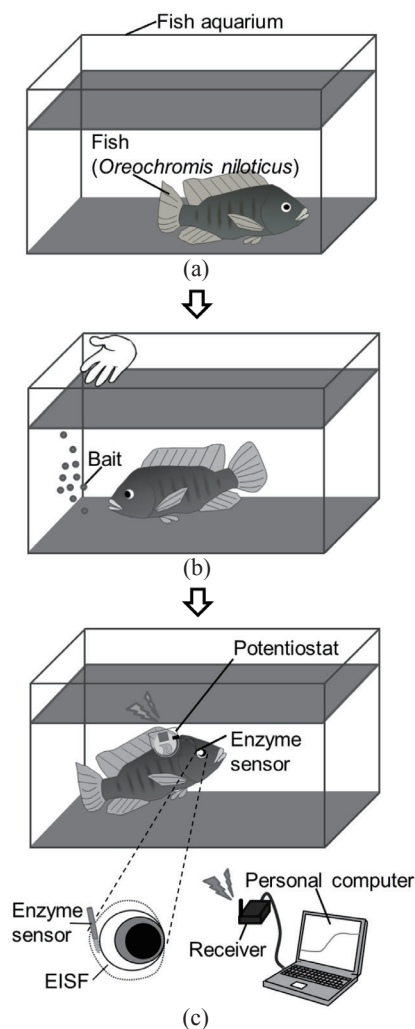 Fish aquarium
Fish
(Oreochromis niloticus)
(a)
Bait
(b)
Potentiostat
Enzyme
sensor
Enzyme
sensor
EISF
Personal computer
Receiver
(c)